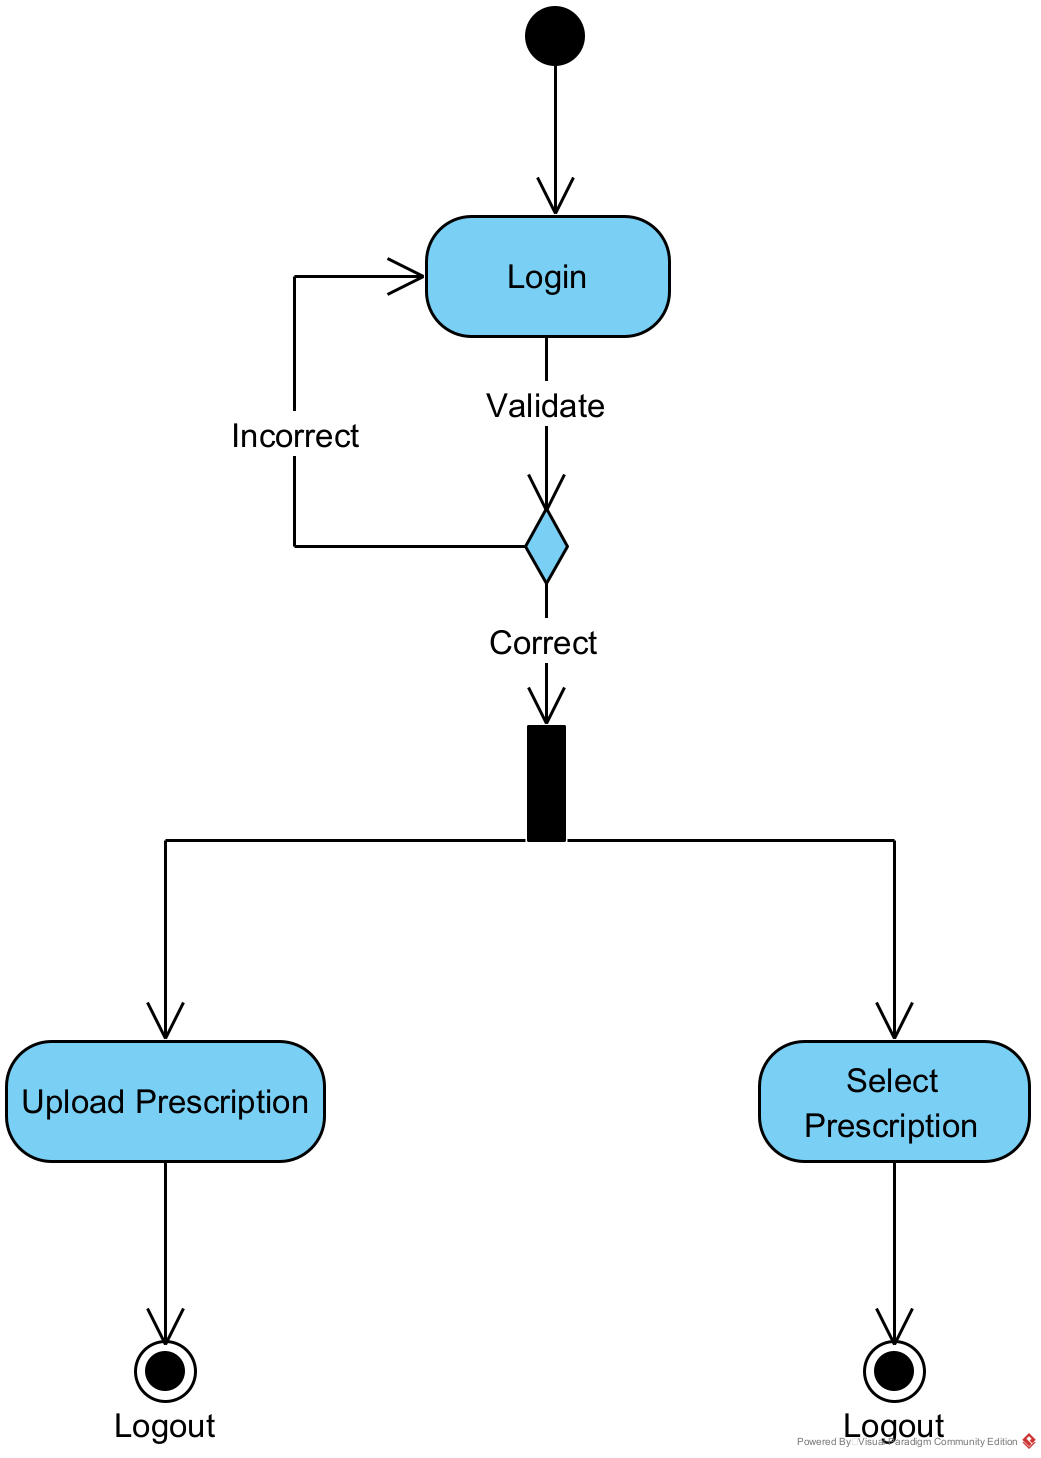 Login
Validate
Incorrect
Correct
Upload Prescription
Select
Prescription
Logout
Logout
Powered By Visual Paradigm Community Edition